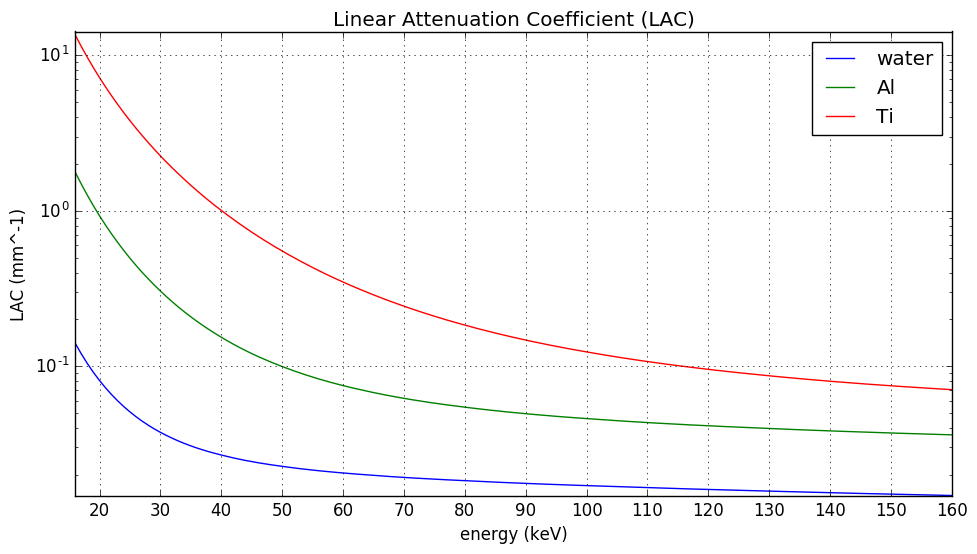 Linear Attenuation Coefficient (LAC)
water
Al
Ti
10^1
10^0
10^-1
LAC (mm^-1)
20 30 40 50 60 70 80 90 100 110 120 130 140 150 160
energy (keV)